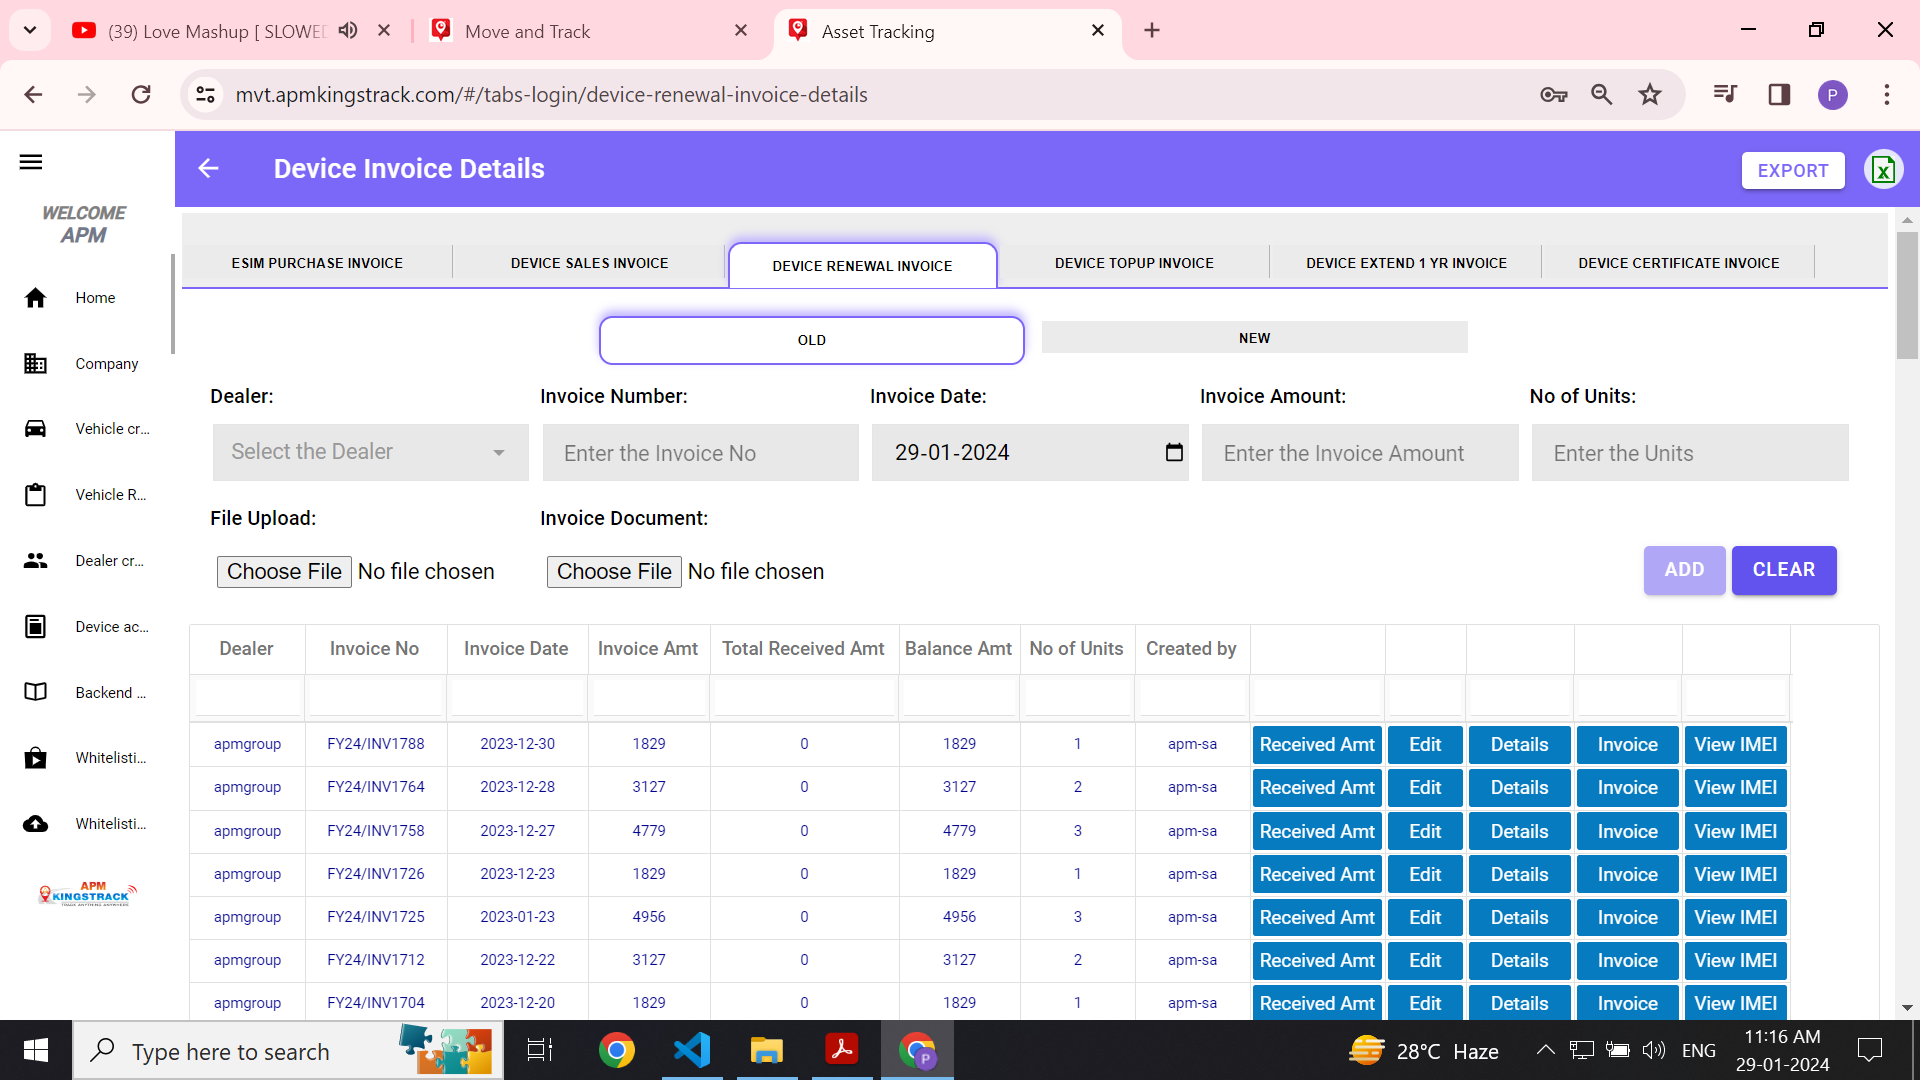 (39) Love Mashup [ SLOWED
Move and Track
Asset Tracking
mvt.apmkingstrack.com/#/tabs-login/device-renewal-invoice-details
P
WELCOME
APM
Home
Company
Vehicle cr...
Vehicle R...
Dealer cr...
Device ac...
Backend ...
Whitelisti...
Whitelisti...
APM
KINGSTRACK
TRACK ANYTHING ANYWHERE
Device Invoice Details
EXPORT
X
ESIM PURCHASE INVOICE
DEVICE SALES INVOICE
DEVICE RENEWAL INVOICE
DEVICE TOPUP INVOICE
DEVICE EXTEND 1 YR INVOICE
DEVICE CERTIFICATE INVOICE
OLD
NEW
Dealer: Invoice Number: Invoice Date: Invoice Amount: No of Units:
Select the Dealer Enter the Invoice No 29-01-2024 Enter the Invoice Amount Enter the Units
File Upload: Invoice Document:
Choose File No file chosen Choose File No file chosen
ADD CLEAR
Dealer Invoice No Invoice Date Invoice Amt Total Received Amt Balance Amt No of Units Created by
apmgroup FY24/INV1788 2023-12-30 1829 0 1829 1 apm-sa Received Amt Edit Details Invoice View IMEI
apmgroup FY24/INV1764 2023-12-28 3127 0 3127 2 apm-sa Received Amt Edit Details Invoice View IMEI
apmgroup FY24/INV1758 2023-12-27 4779 0 4779 3 apm-sa Received Amt Edit Details Invoice View IMEI
apmgroup FY24/INV1726 2023-12-23 1829 0 1829 1 apm-sa Received Amt Edit Details Invoice View IMEI
apmgroup FY24/INV1725 2023-01-23 4956 0 4956 3 apm-sa Received Amt Edit Details Invoice View IMEI
apmgroup FY24/INV1712 2023-12-22 3127 0 3127 2 apm-sa Received Amt Edit Details Invoice View IMEI
apmgroup FY24/INV1704 2023-12-20 1829 0 1829 1 apm-sa Received Amt Edit Details Invoice View IMEI
Type here to search
P
28°C Haze
ENG
11:16 AM
29-01-2024